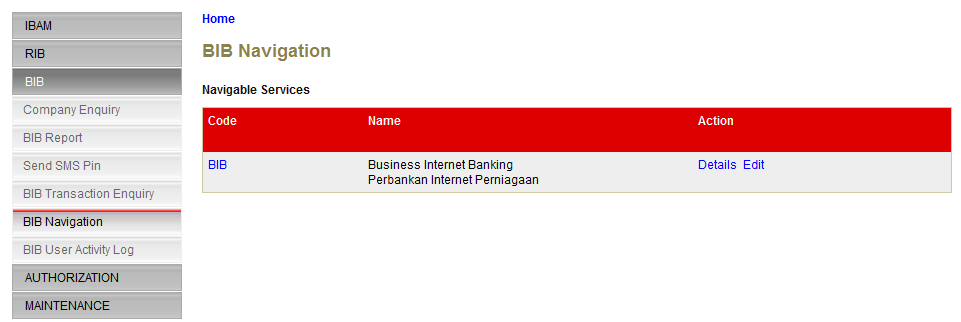 IBAM
RIB
BIB
Company Enquiry
BIB Report
Send SMS Pin
BIB Transaction Enquiry
BIB Navigation
BIB User Activity Log
AUTHORIZATION
MAINTENANCE
Home
BIB Navigation
Navigable Services
Code Name Action
BIB Business Internet Banking Details Edit
Perbankan Internet Perniagaan